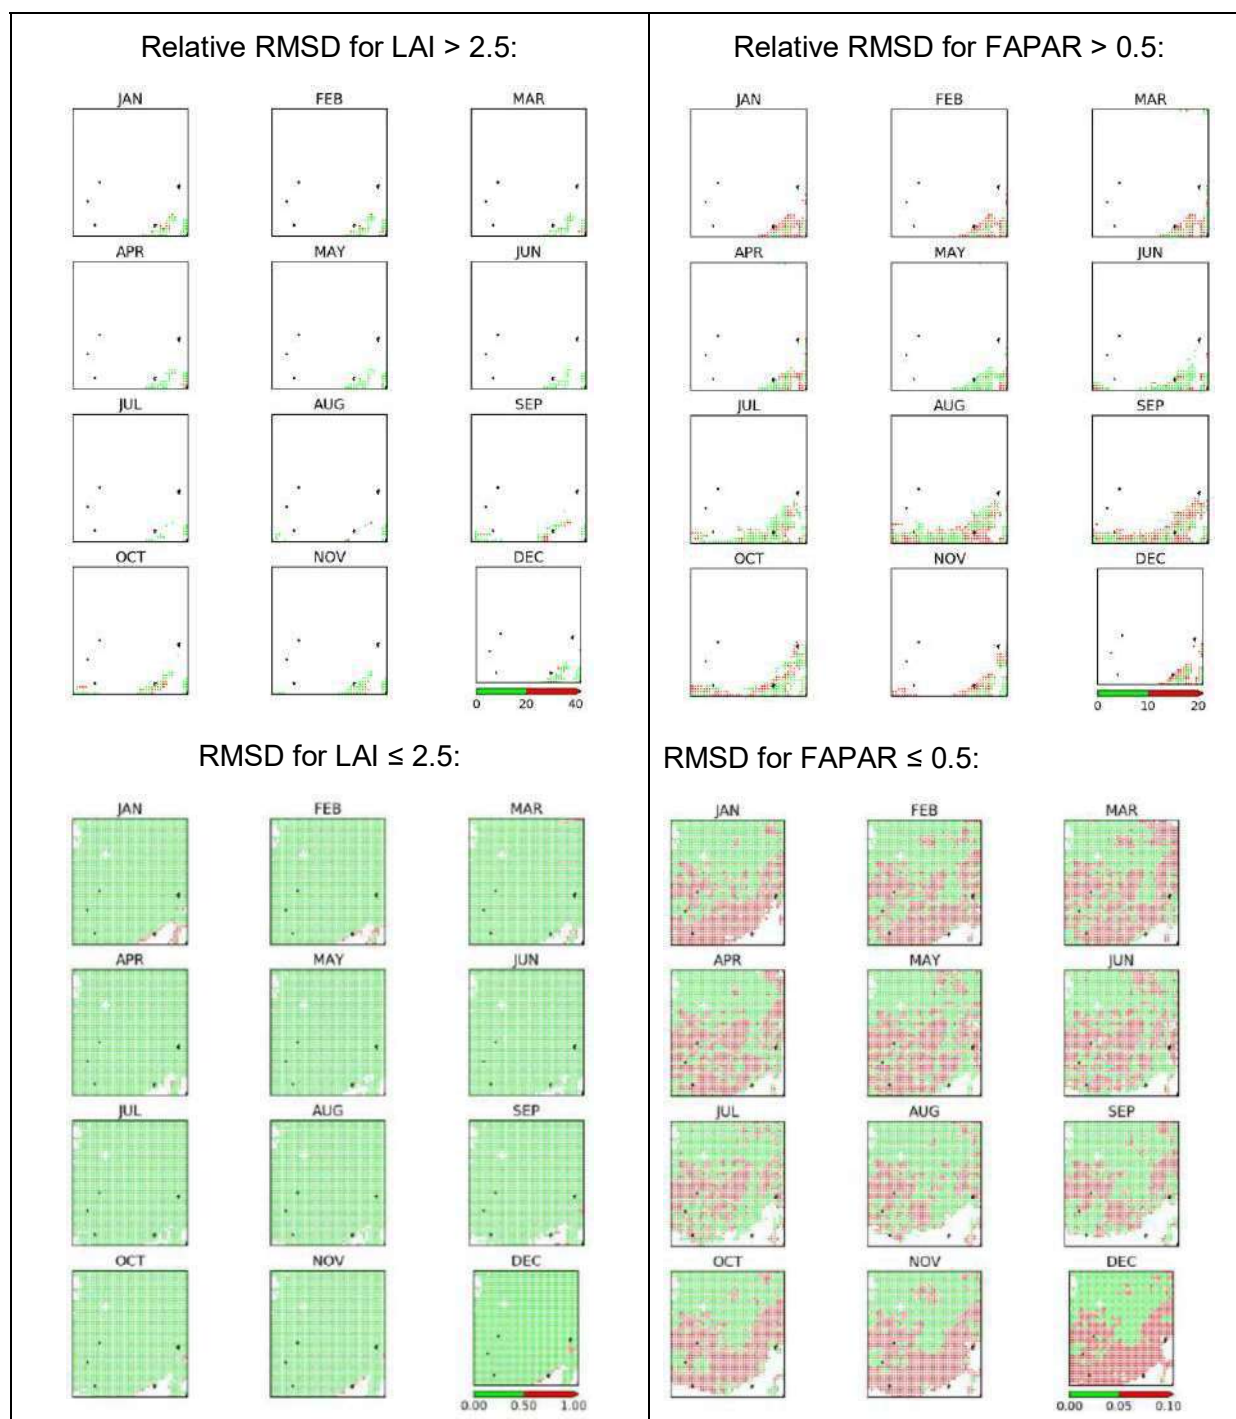 Relative RMSD for LAI > 2.5:
JAN FEB MAR
APR MAY JUN
JUL AUG SEP
OCT NOV DEC
0 20 40
Relative RMSD for FAPAR > 0.5:
JAN FEB MAR
APR MAY JUN
JUL AUG SEP
OCT NOV DEC
0 10 20
RMSD for LAI ≤ 2.5:
JAN FEB MAR
APR MAY JUN
JUL AUG SEP
OCT NOV DEC
0.00 0.50 1.00
RMSD for FAPAR ≤ 0.5:
JAN FEB MAR
APR MAY JUN
JUL AUG SEP
OCT NOV DEC
0.00 0.05 0.10